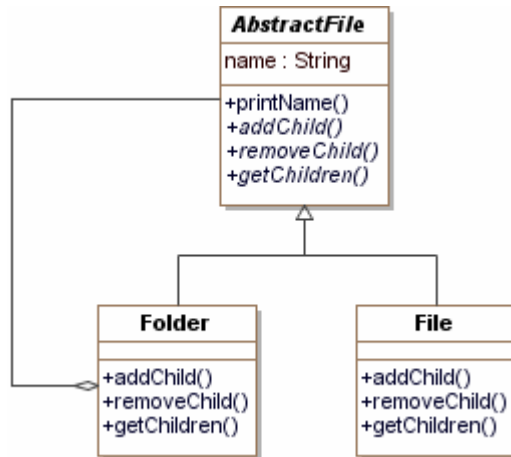 AbstractFile
name : String
+printName()
+addChild()
+removeChild()
+getChildren()
Folder
+addChild()
+removeChild()
+getChildren()
File
+addChild()
+removeChild()
+getChildren()